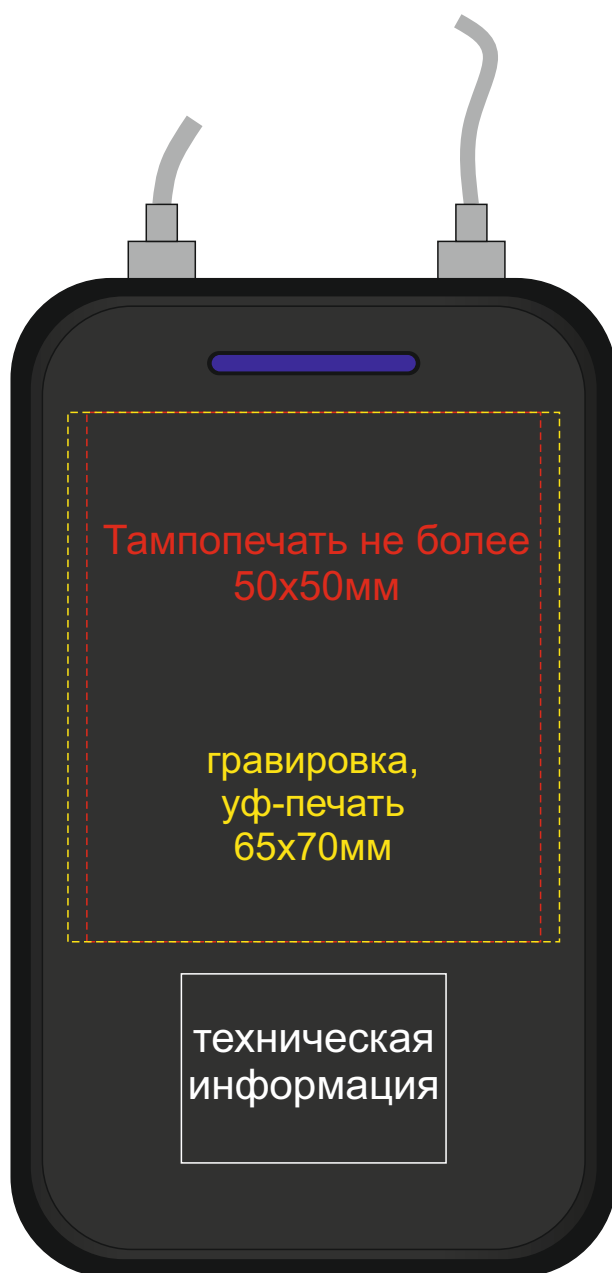 Тампопечать не более
50х50мм
гравировка,
уф-печать
65х70мм
техническая
информация